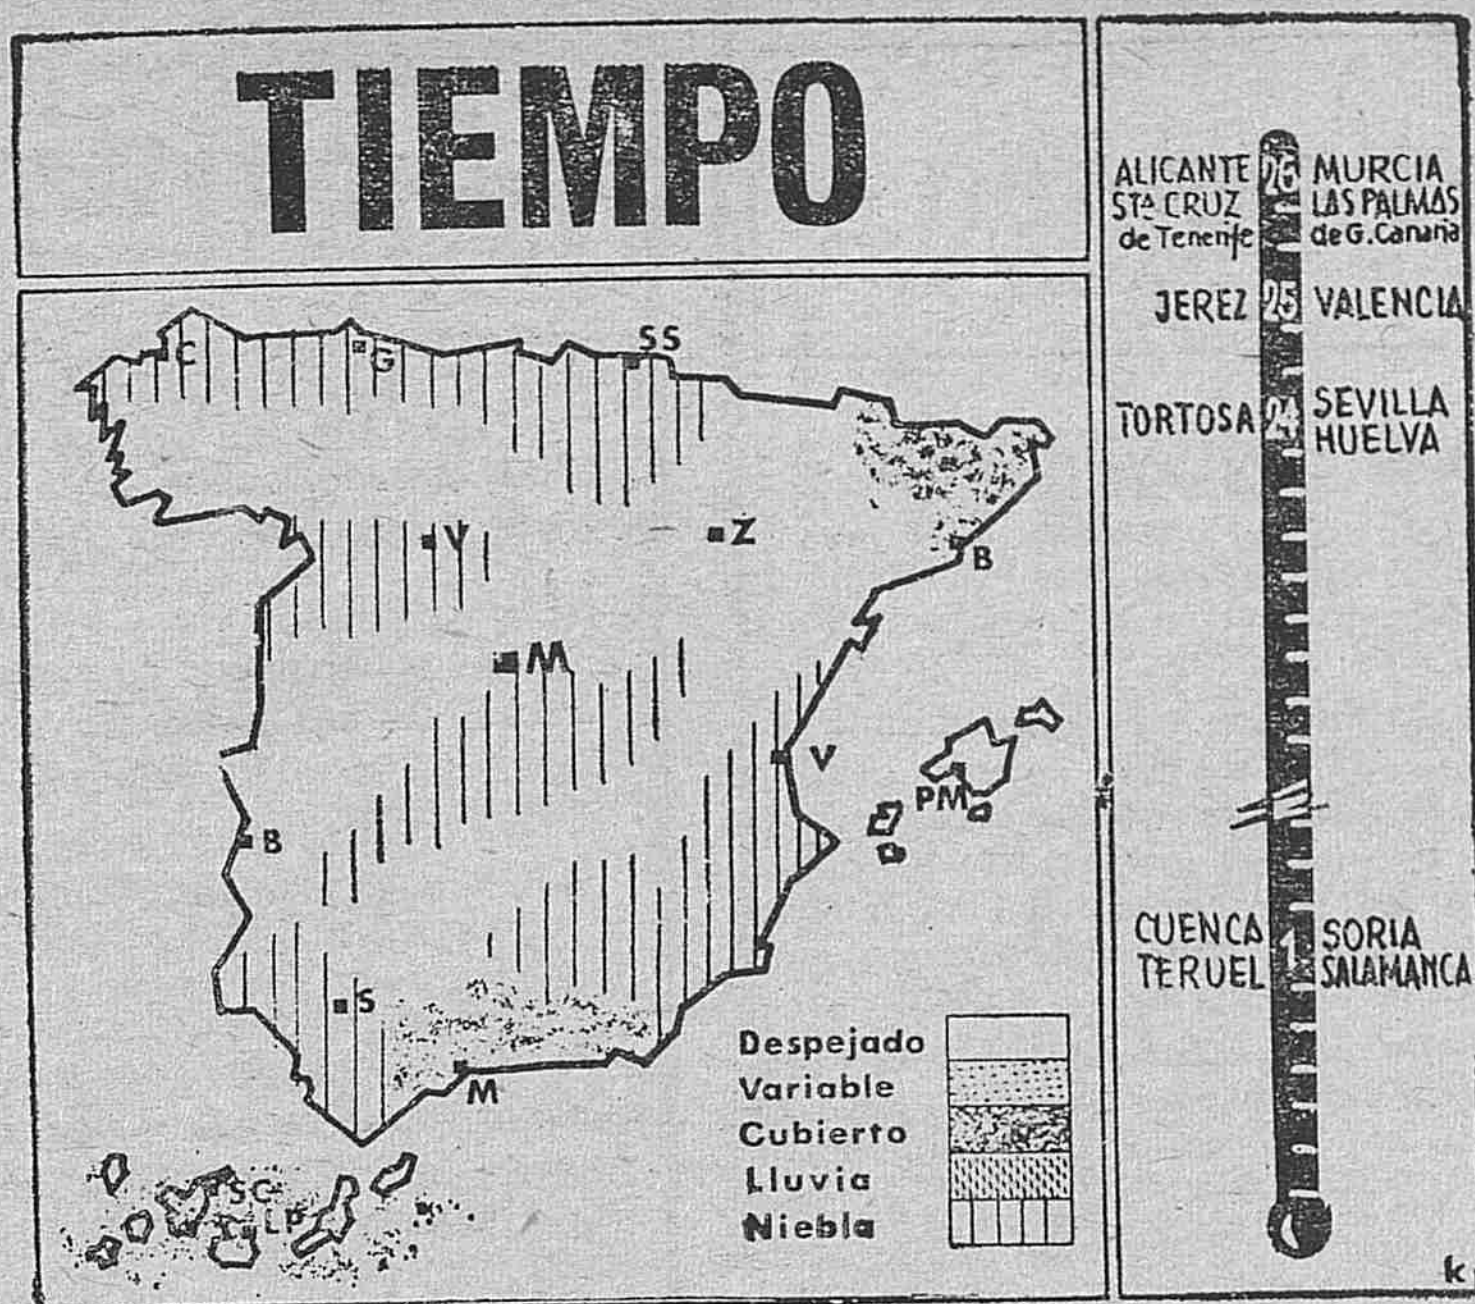 TIEMPO
C
G
SS
V
Z
B
M
V
PM
B
S
M
SC
LP
Despejado
Variable
Cubierto
Lluvia
Niebla
ALICANTE 26 MURCIA
STA CRUZ LAS PALMAS
de Tenerife de G. Canaria
JEREZ 25 VALENCIA
TORTOSA 24 SEVILLA
HUELVA
CUENCA 1 SORIA
TERUEL SALAMANCA
k